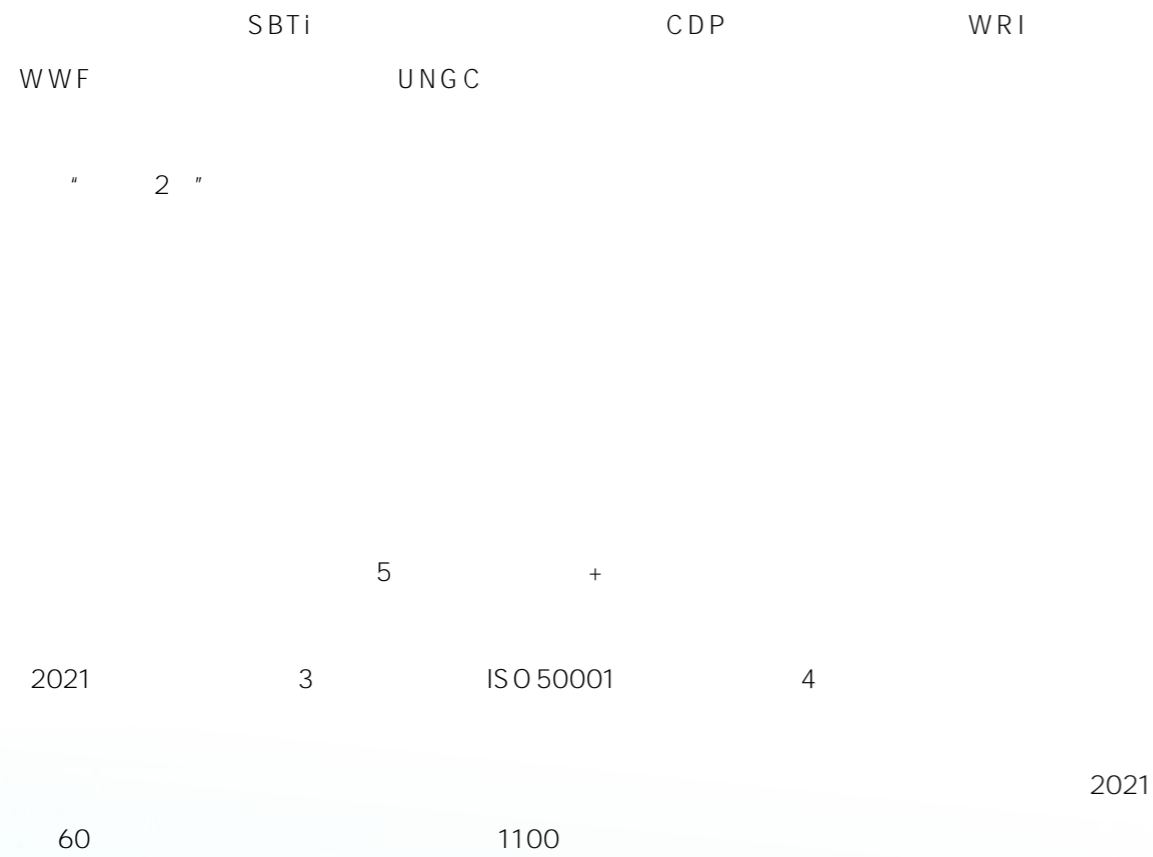 SBTi CDP WRI
WWF UNGC
“ 2 ”
5 +
2021 3 ISO 50001 4
2021
60 1100